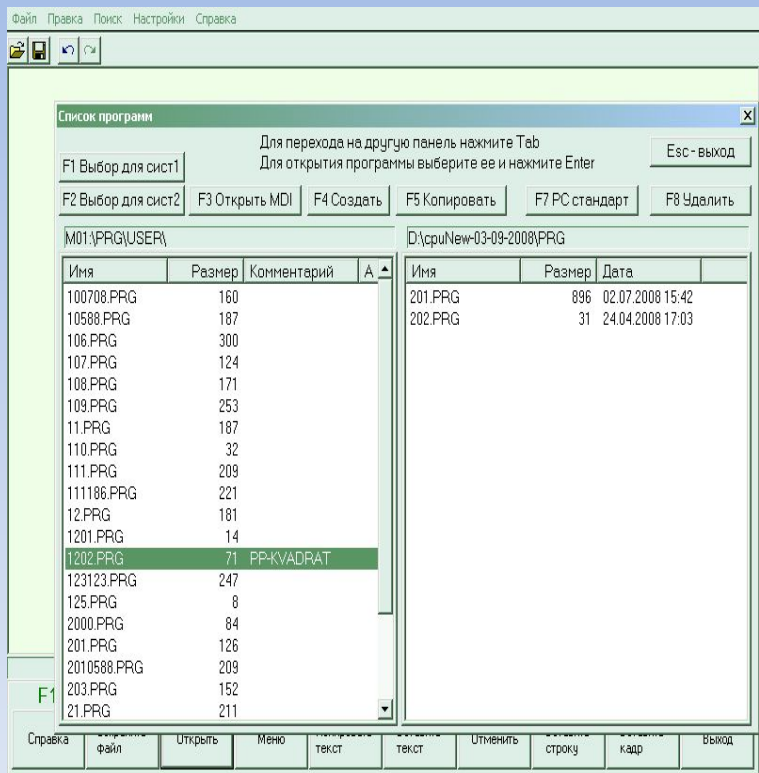 Файл Правка Поиск Настройки Справка
Список программ
Для перехода на другую панель нажмите Tab
Для открытия программы выберите ее и нажмите Enter
Esc - выход
F1 Выбор для сист1
F2 Выбор для сист2 F3 Открыть MDI F4 Создать F5 Копировать F7 PC стандарт F8 Удалить
M01:\PRG\USER\ D:\cpuNew-03-09-2008\PRG
Имя Размер Комментарий А Имя Размер Дата
100708.PRG 160 201.PRG 896 02.07.2008 15:42
10588.PRG 187 202.PRG 31 24.04.2008 17:03
106.PRG 300
107.PRG 124
108.PRG 171
109.PRG 253
11.PRG 187
110.PRG 32
111.PRG 209
111186.PRG 221
12.PRG 181
1201.PRG 14
1202.PRG 71 PP-KVADRAT
123123.PRG 247
125.PRG 8
2000.PRG 84
201.PRG 126
2010588.PRG 209
203.PRG 152
21.PRG 211
F1
Справка файл Открыть Меню текст текст Отменить строку кадр Выход